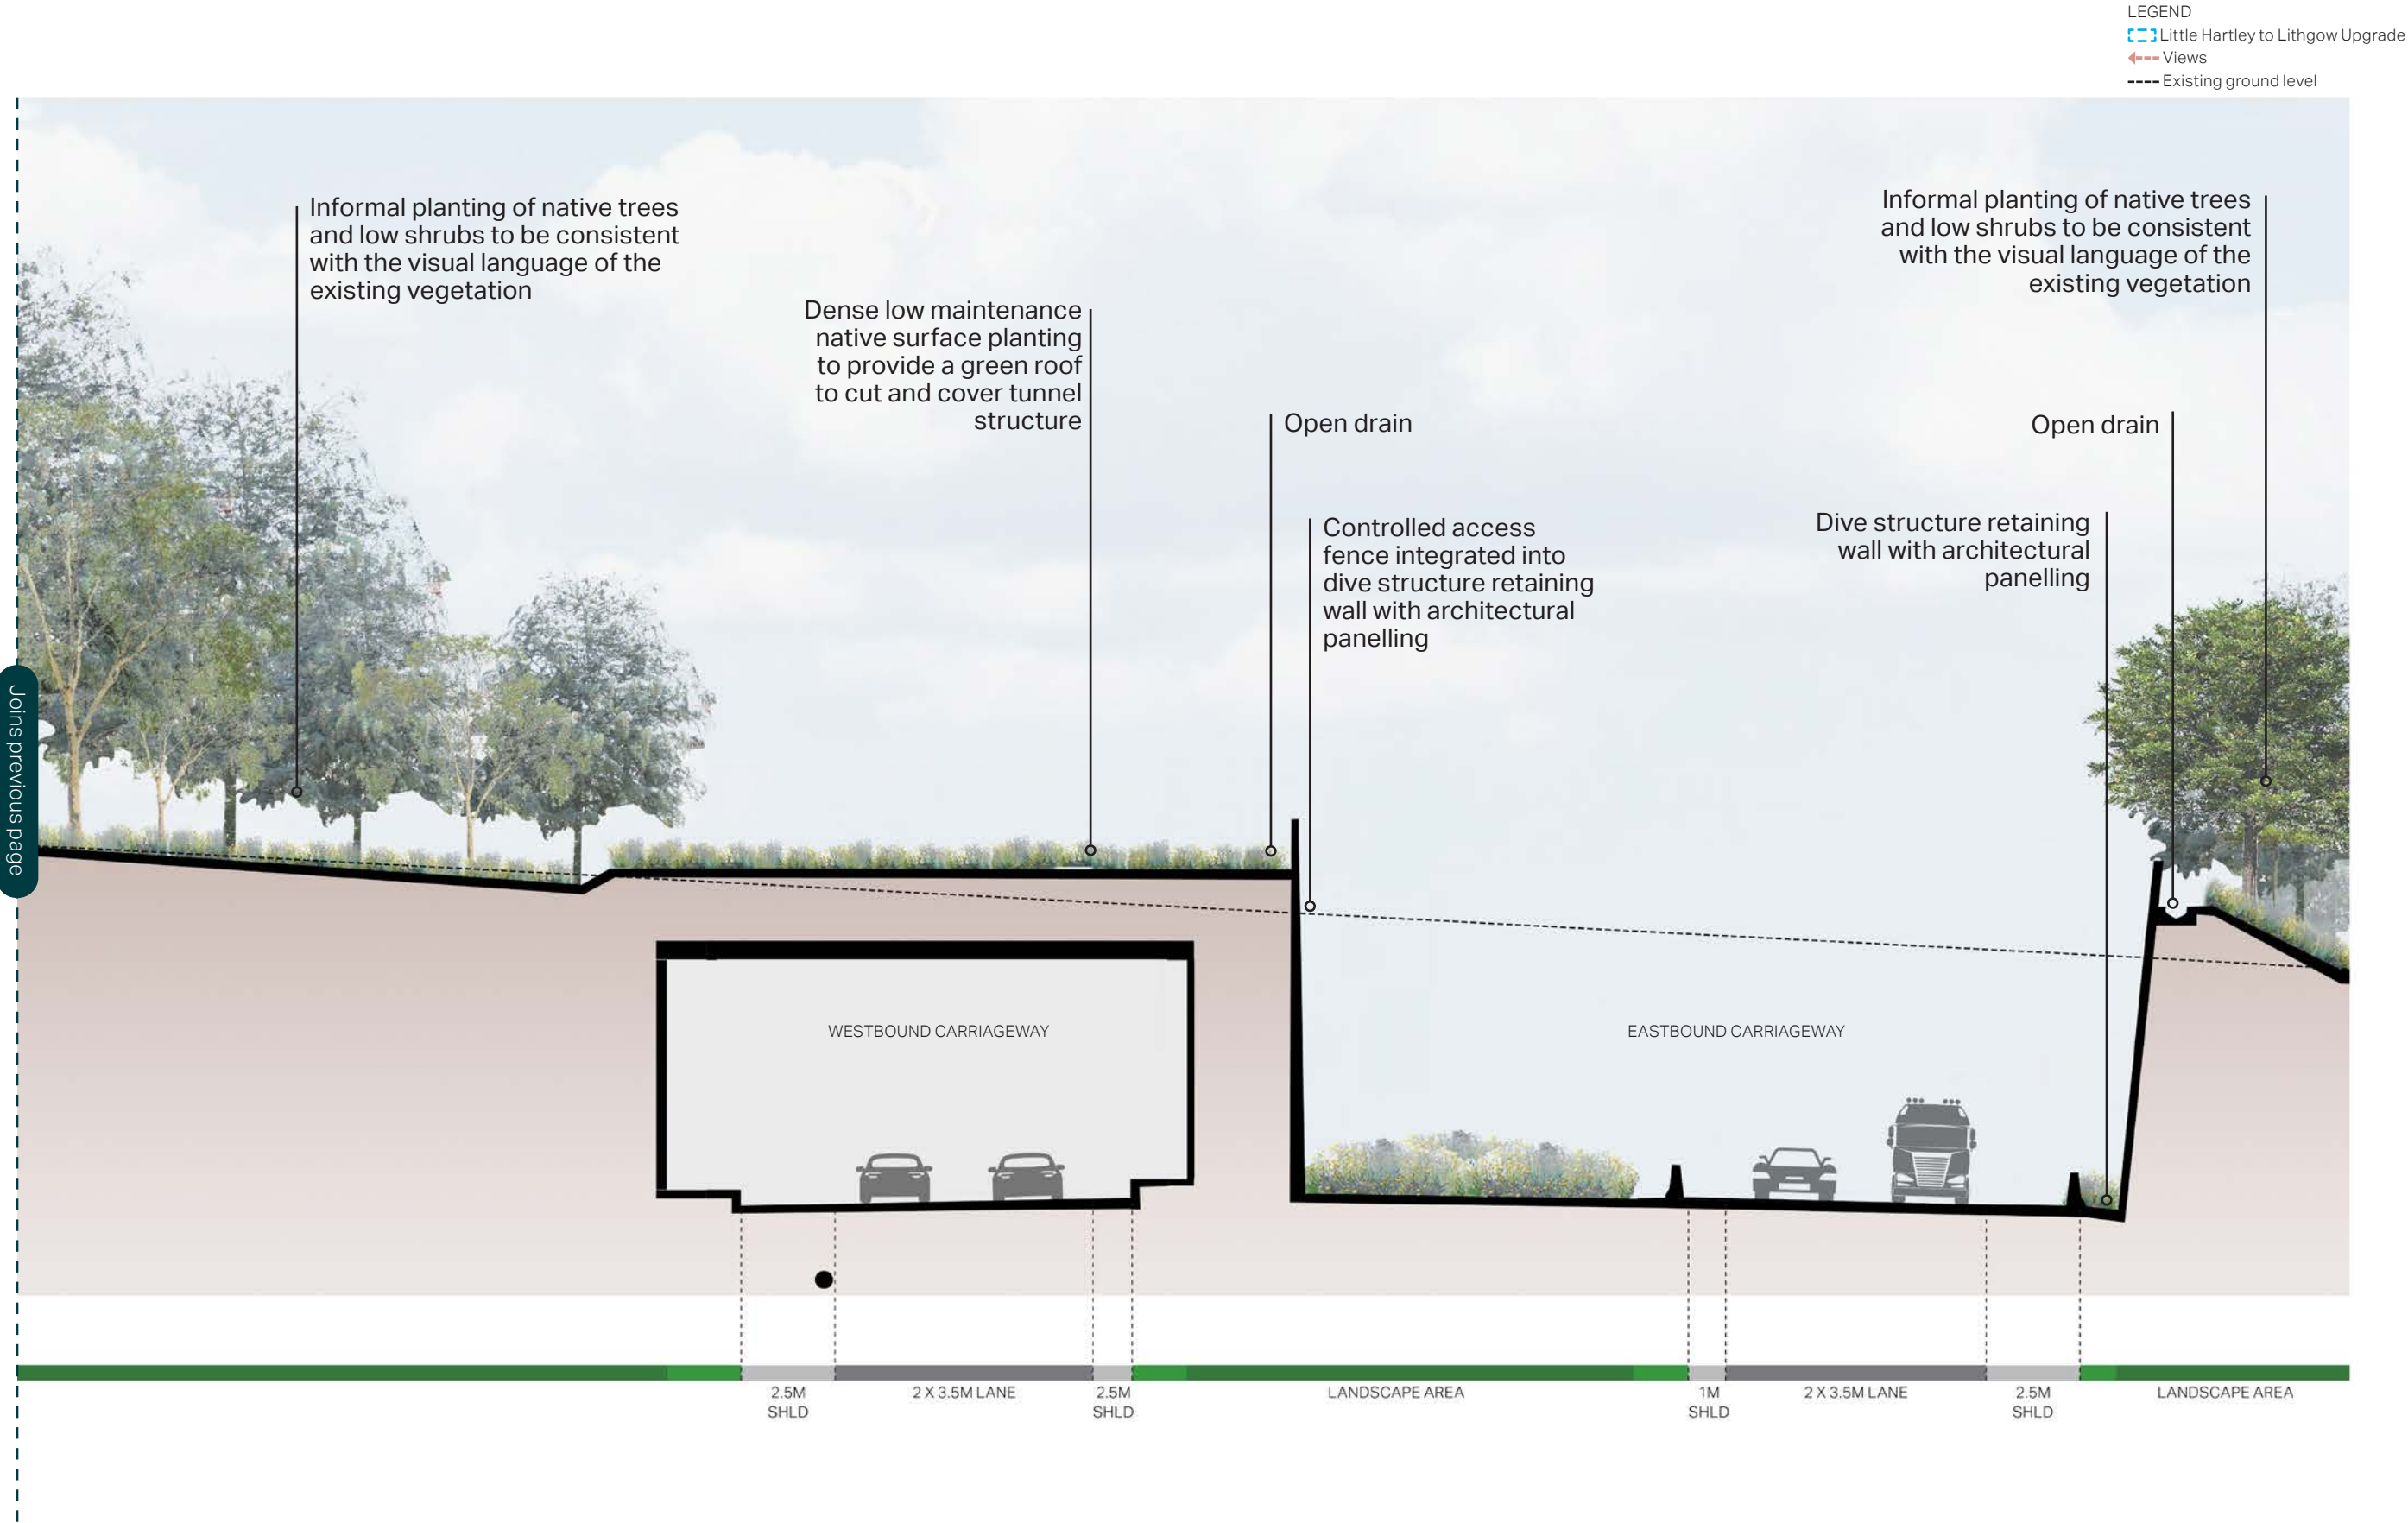 LEGEND
Little Hartley to Lithgow Upgrade
Views
Existing ground level
Informal planting of native trees
and low shrubs to be consistent
with the visual language of the
existing vegetation
Dense low maintenance
native surface planting
to provide a green roof
to cut and cover tunnel
structure
Open drain
Controlled access
fence integrated into
dive structure retaining
wall with architectural
panelling
Informal planting of native trees
and low shrubs to be consistent
with the visual language of the
existing vegetation
Open drain
Dive structure retaining
wall with architectural
panelling
Joins previous page
WESTBOUND CARRIAGEWAY
EASTBOUND CARRIAGEWAY
2.5M
SHLD
2 X 3.5M LANE
2.5M
SHLD
LANDSCAPE AREA
1M
SHLD
2 X 3.5M LANE
2.5M
SHLD
LANDSCAPE AREA